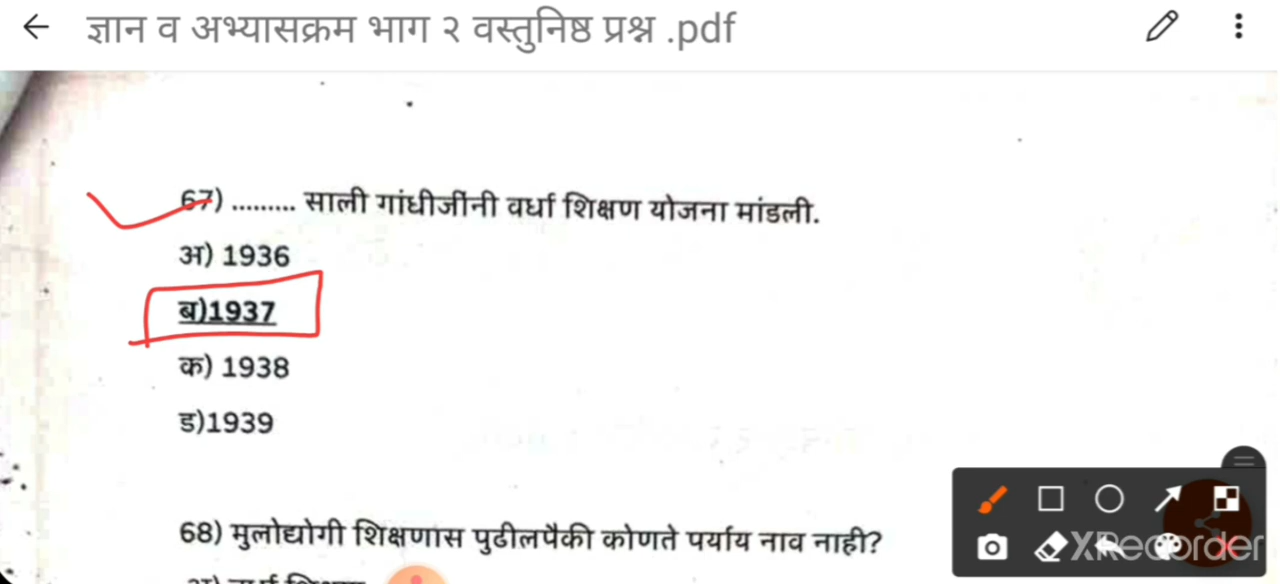 ज्ञान व अभ्यासक्रम भाग २ वस्तुनिष्ठ प्रश्न .pdf
67) ......... साली गांधीजींनी वर्धा शिक्षण योजना मांडली.
अ) 1936
ब)1937
क) 1938
ड)1939
68) मुलोद्योगी शिक्षणास पुढीलपैकी कोणते पर्याय नाव नाही?
XRecorder